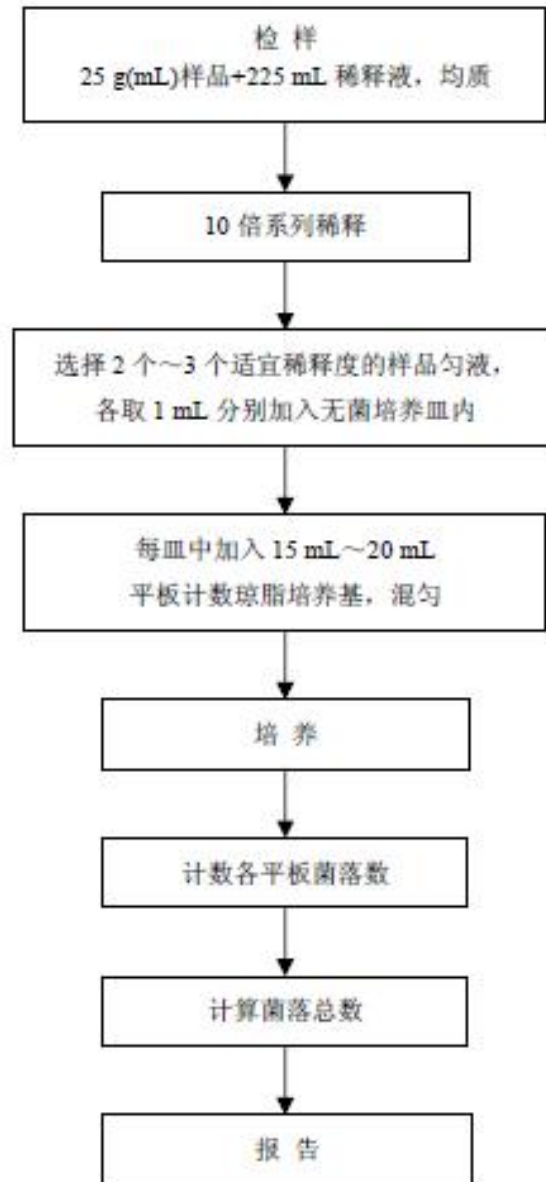 检 样
25 g(mL)样品+225 mL 稀释液，均质
10 倍系列稀释
选择 2 个～3 个适宜稀释度的样品匀液，
各取 1 mL 分别加入无菌培养皿内
每皿中加入 15 mL～20 mL
平板计数琼脂培养基，混匀
培 养
计数各平板菌落数
计算菌落总数
报 告